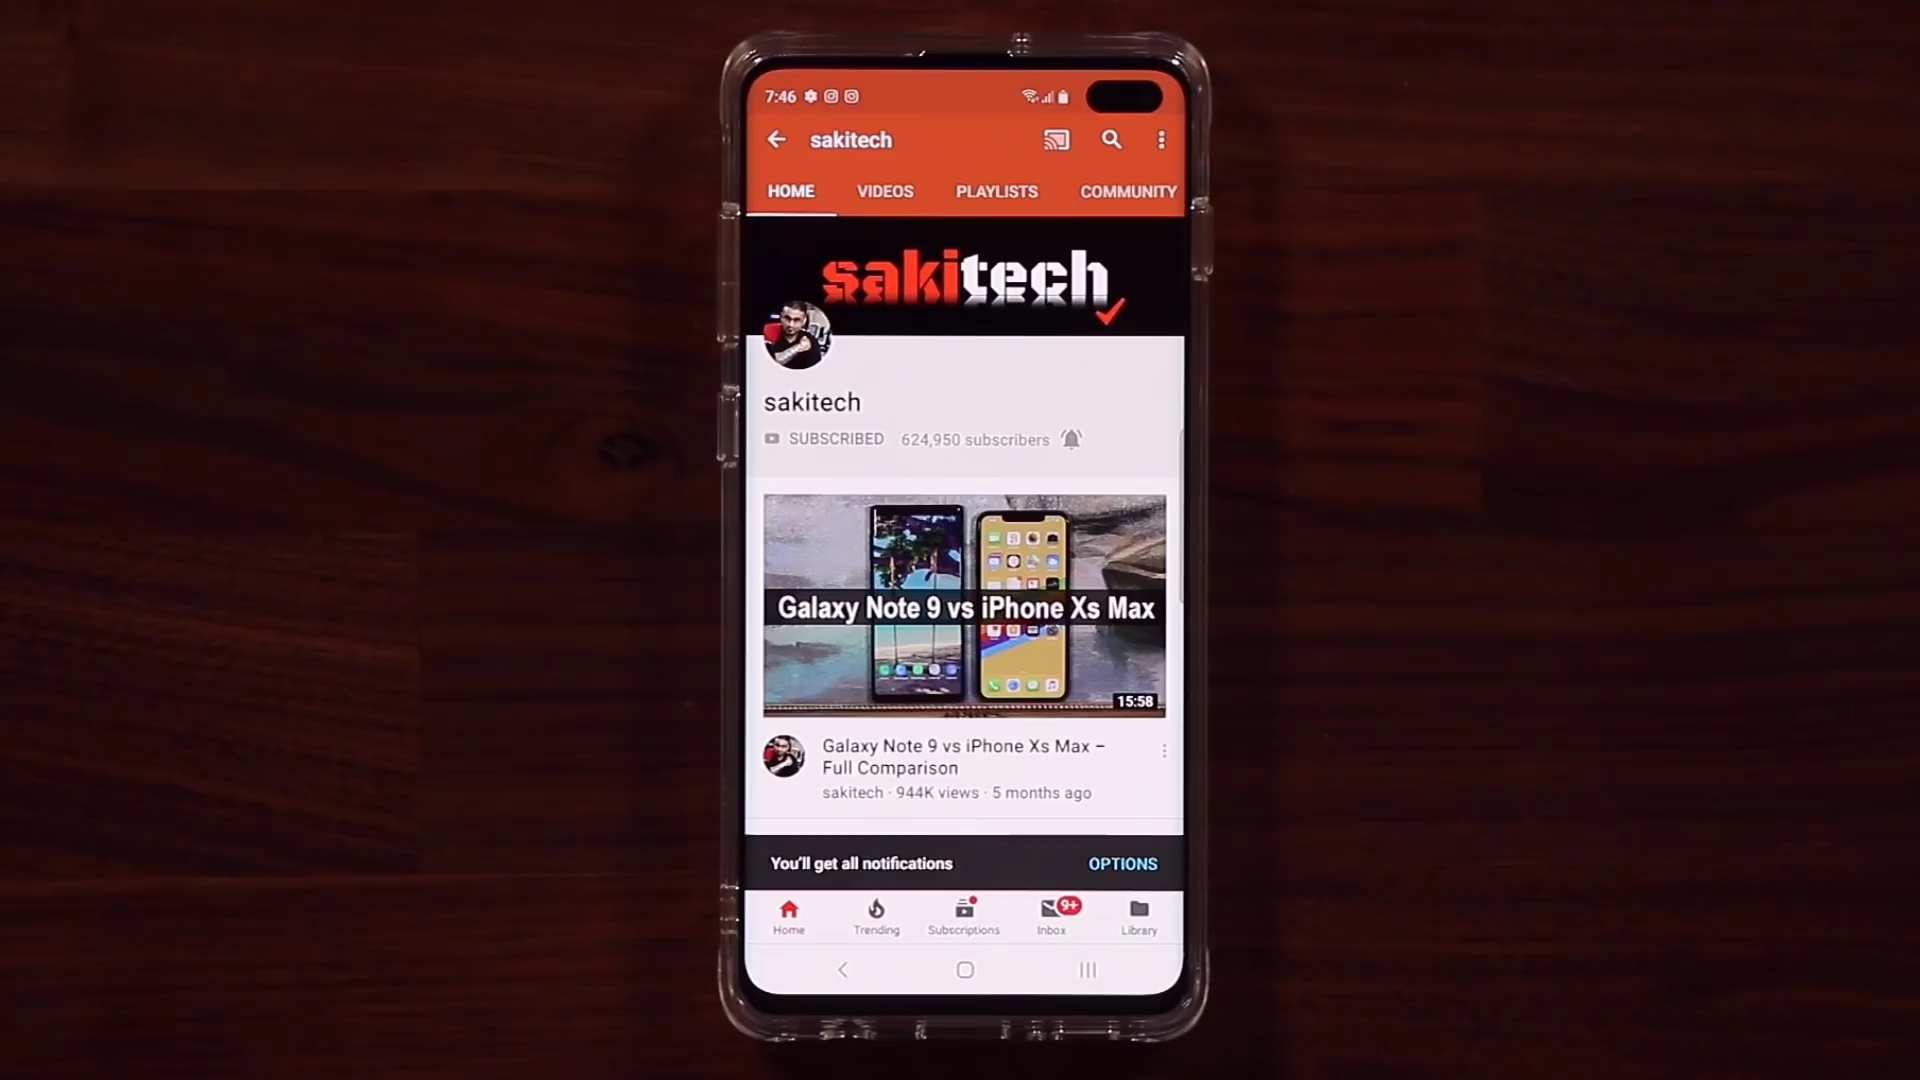 7:46
sakitech
HOME VIDEOS PLAYLISTS COMMUNITY
sakitech
sakitech
SUBSCRIBED 624,950 subscribers
Galaxy Note 9 vs iPhone Xs Max
15:58
Galaxy Note 9 vs iPhone Xs Max –
Full Comparison
sakitech · 944K views · 5 months ago
You'll get all notifications OPTIONS
9+
Home Trending Subscriptions Inbox Library